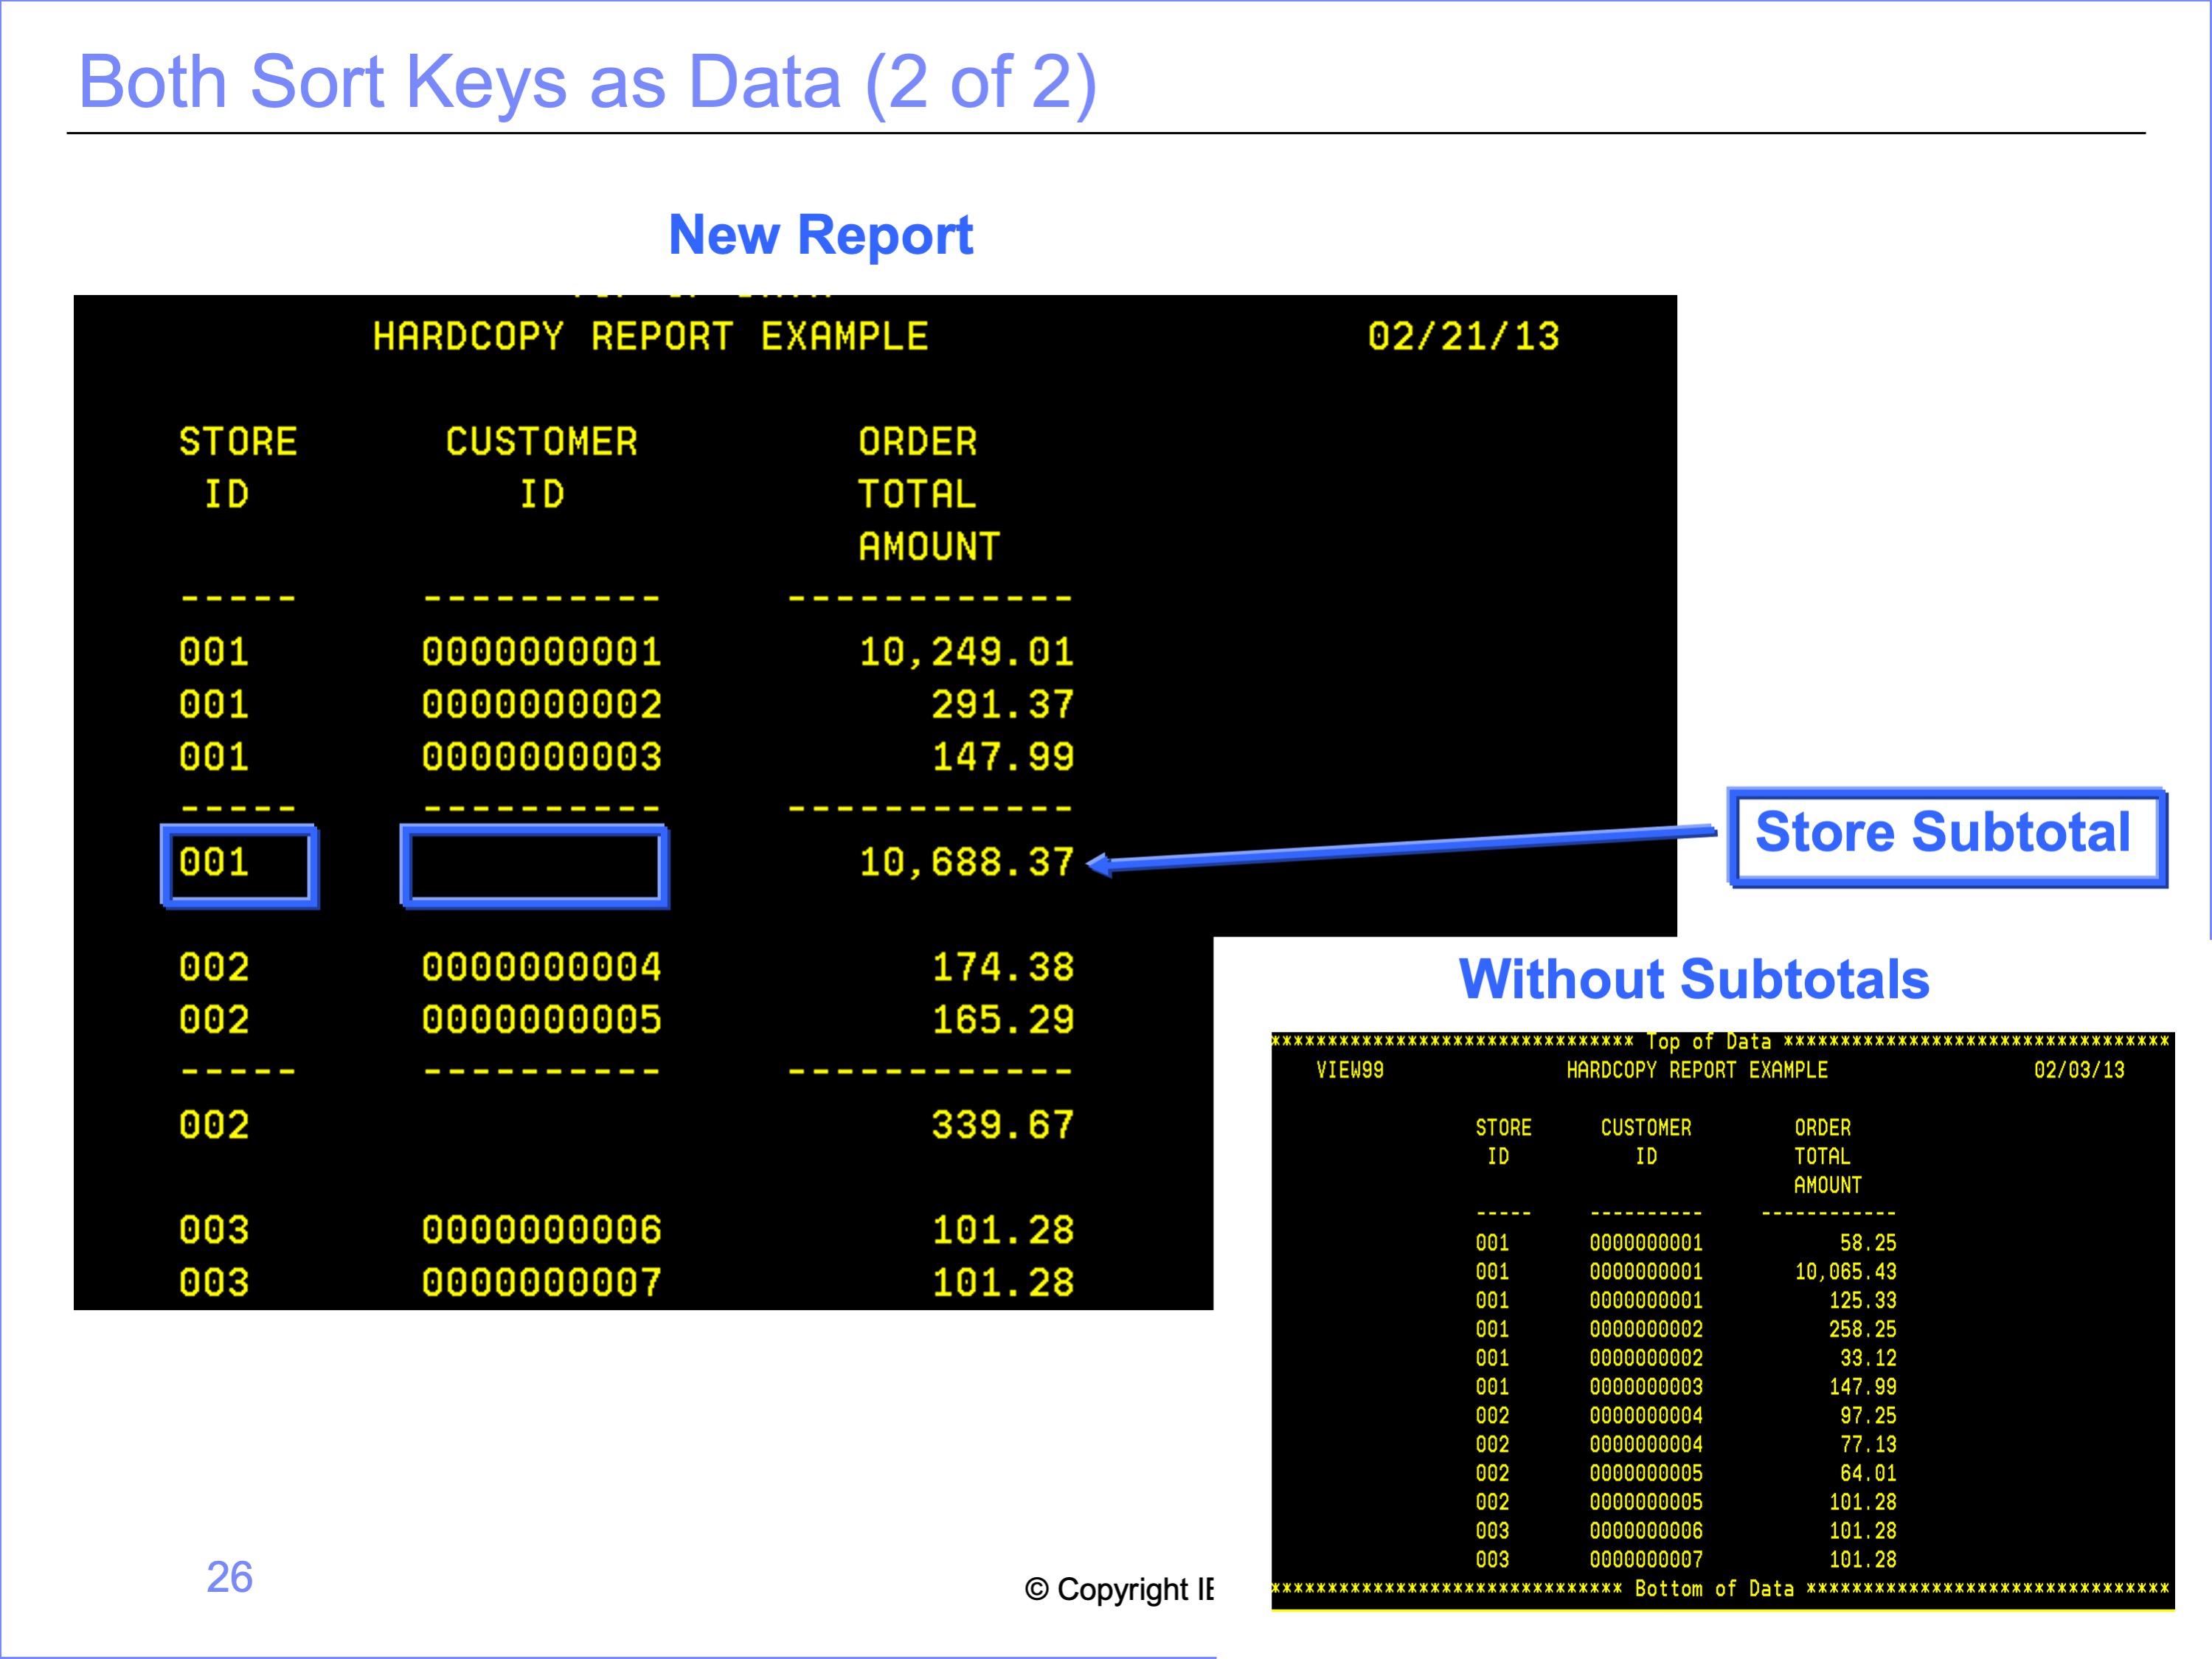 Both Sort Keys as Data (2 of 2)
New Report
HARDCOPY REPORT EXAMPLE 02/21/13
STORE CUSTOMER ORDER
ID ID TOTAL
AMOUNT
----- ---------- ------------
001 0000000001 10,249.01
001 0000000002 291.37
001 0000000003 147.99
----- ---------- ------------
001 10,688.37
Store Subtotal
002 0000000004 174.38
002 0000000005 165.29
----- ---------- ------------
002 339.67
003 0000000006 101.28
003 0000000007 101.28
Without Subtotals
******************************** Top of Data **********************************
VIEW99 HARDCOPY REPORT EXAMPLE 02/03/13
STORE CUSTOMER ORDER
ID ID TOTAL
AMOUNT
----- ---------- ------------
001 0000000001 58.25
001 0000000001 10,065.43
001 0000000001 125.33
001 0000000002 258.25
001 0000000002 33.12
001 0000000003 147.99
002 0000000004 97.25
002 0000000004 77.13
002 0000000005 64.01
002 0000000005 101.28
003 0000000006 101.28
003 0000000007 101.28
******************************* Bottom of Data ********************************
26
© Copyright